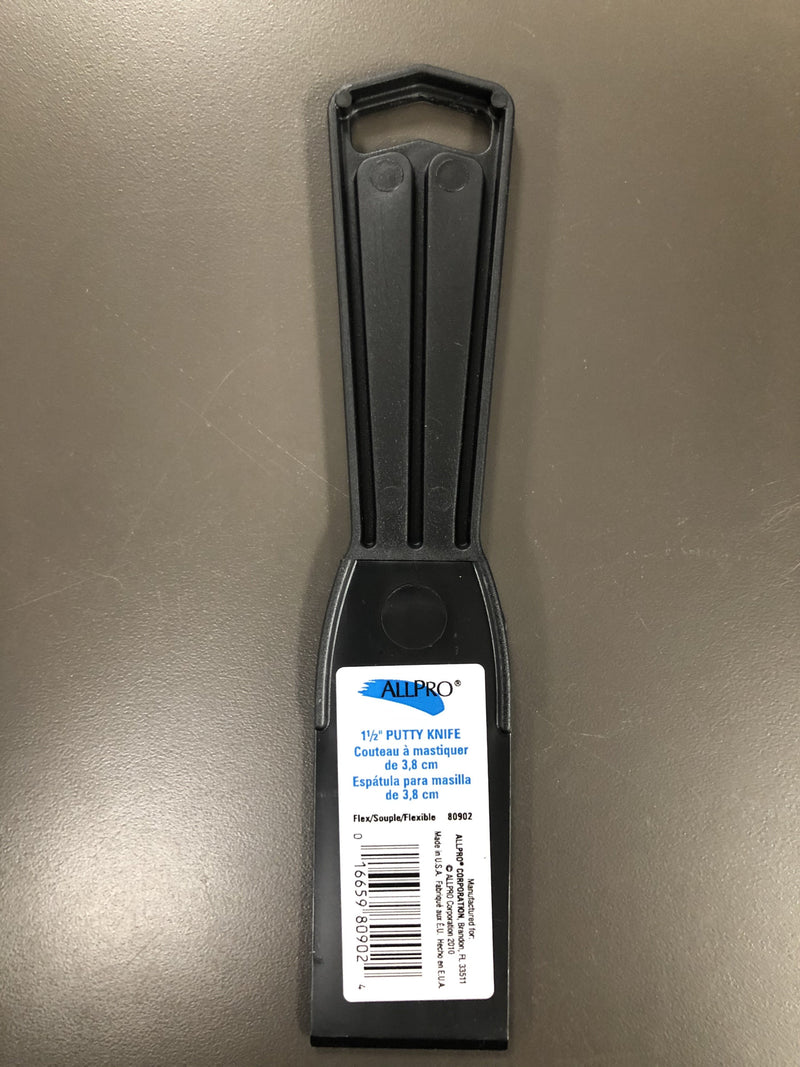 ALLPRO®
1½" PUTTY KNIFE
Couteau à mastiquer
de 3,8 cm
Espátula para masilla
de 3,8 cm
Flex/Souple/Flexible 80902
0 16659 80902 4
Manufactured for:
ALLPRO® CORPORATION, Brandon, FL 33511
© ALLPRO Corporation 2010
Made in U.S.A. Fabriqué aux É.U. Hecho en E.U.A.